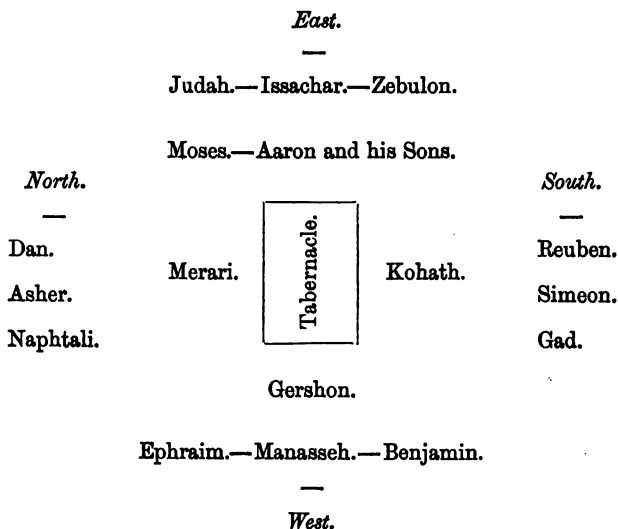 East.
Judah.—Issachar.—Zebulon.
Moses.—Aaron and his Sons.
North.
South.
Tabernacle.
Dan.
Reuben.
Merari.
Kohath.
Asher.
Simeon.
Naphtali.
Gad.
Gershon.
Ephraim.—Manasseh.—Benjamin.
West.